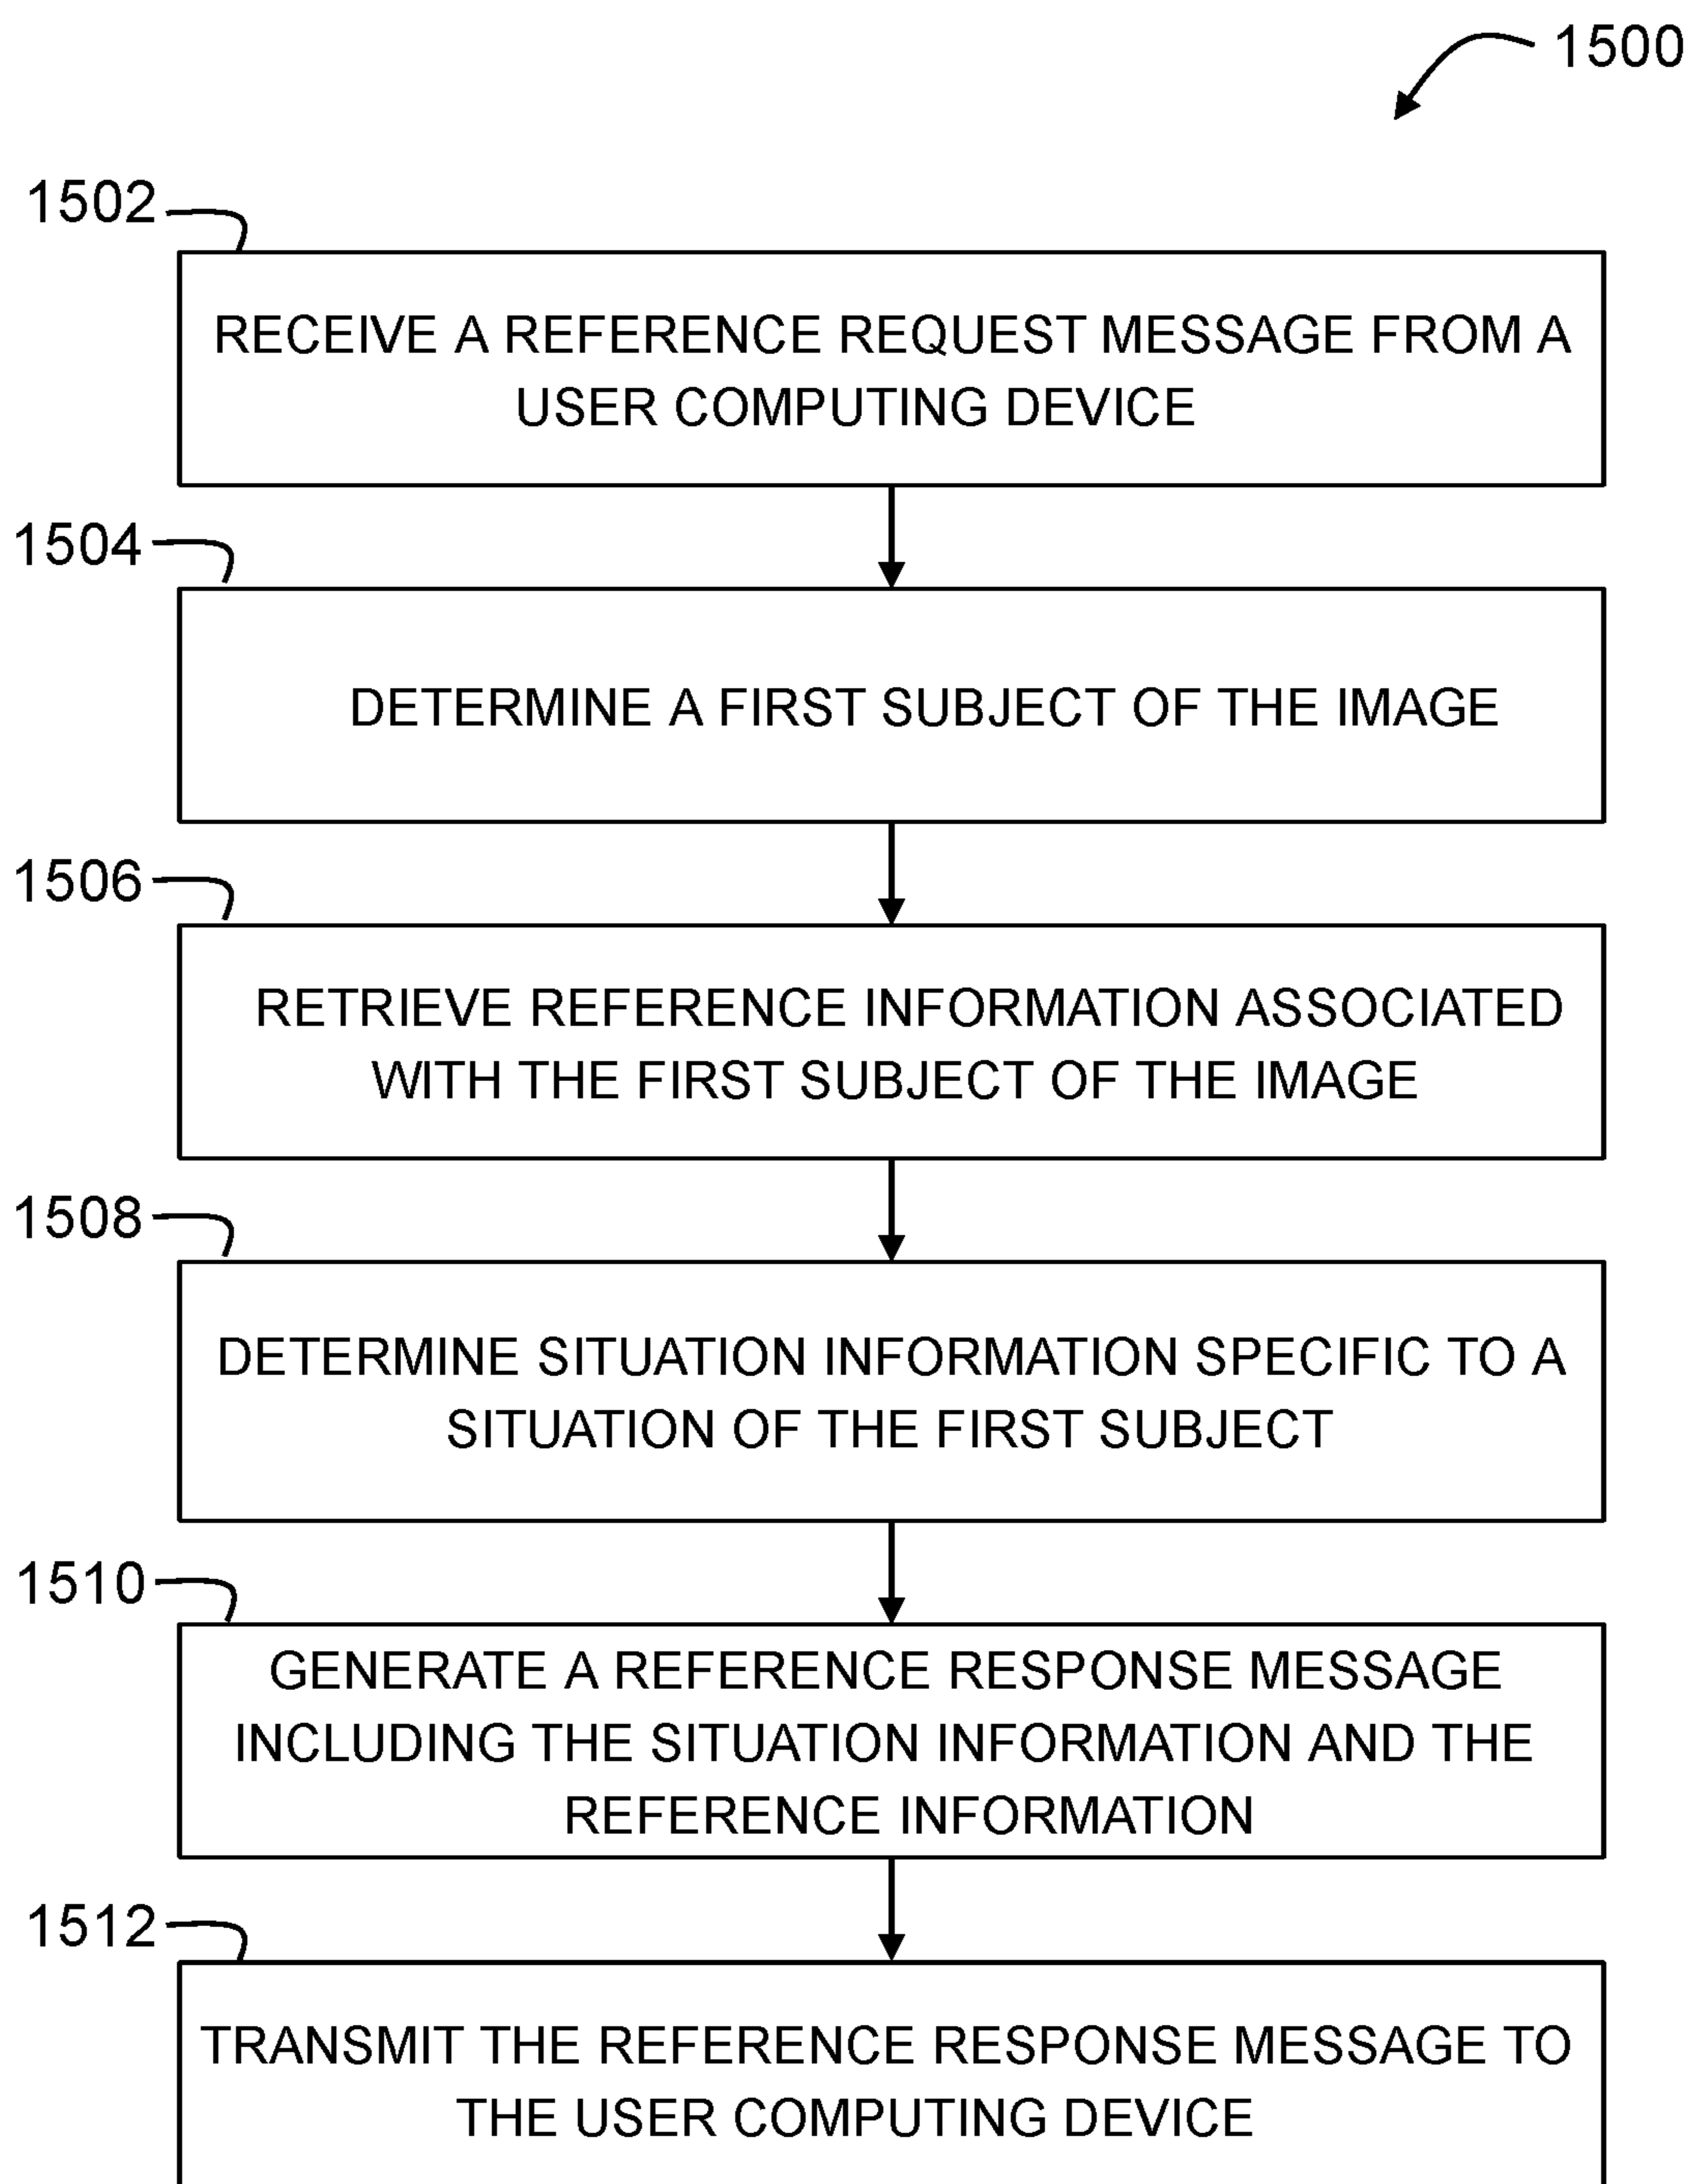 1500
1502
RECEIVE A REFERENCE REQUEST MESSAGE FROM A
USER COMPUTING DEVICE
1504
DETERMINE A FIRST SUBJECT OF THE IMAGE
1506
RETRIEVE REFERENCE INFORMATION ASSOCIATED
WITH THE FIRST SUBJECT OF THE IMAGE
1508
DETERMINE SITUATION INFORMATION SPECIFIC TO A
SITUATION OF THE FIRST SUBJECT
1510
GENERATE A REFERENCE RESPONSE MESSAGE
INCLUDING THE SITUATION INFORMATION AND THE
REFERENCE INFORMATION
1512
TRANSMIT THE REFERENCE RESPONSE MESSAGE TO
THE USER COMPUTING DEVICE